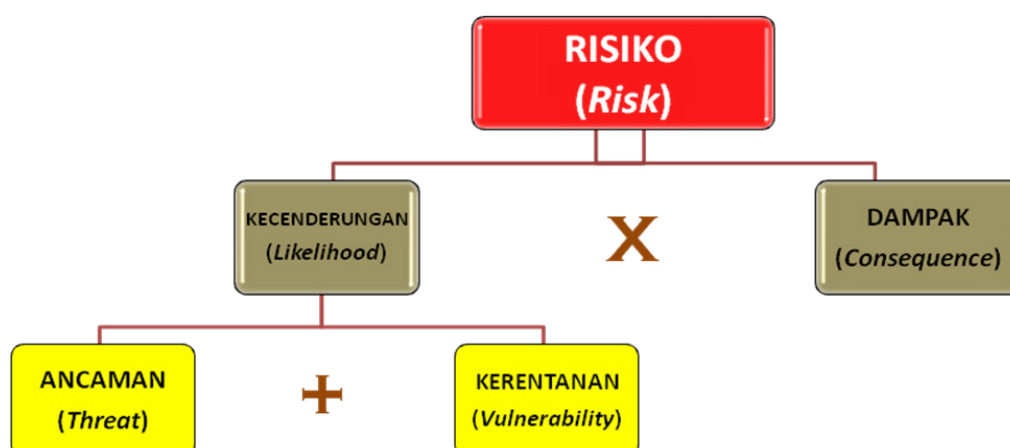 RISIKO
(Risk)
KECENDERUNGAN
(Likelihood)
X
DAMPAK
(Consequence)
ANCAMAN
(Threat)
+
KERENTANAN
(Vulnerability)